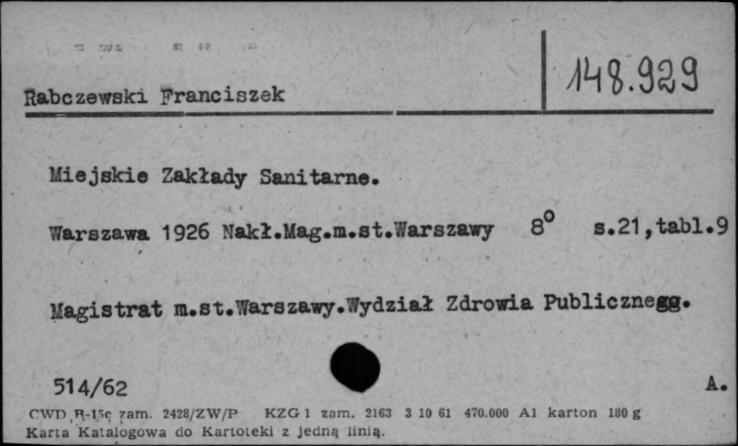 148.929
Rabczewski Franciszek
Miejskie Zakłady Sanitarne.
Warszawa 1926 Nakł.Mag.m.st.Warszawy 8° s.21,tabl.9
Magistrat m.st.Warszawy.Wydział Zdrowia Publicznegg.
514/62 A.
CWD R-15c zam. 2428/ZW/P KZG 1 zam. 2163 3 10 61 470.000 A1 karton 180 g
Karta Katalogowa do Kartoteki z jedną linią.